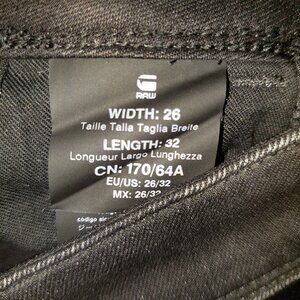 RAW
WIDTH: 26
Taille Talla Taglia Breite
LENGTH: 32
Longueur Largo Lunghezza
CN: 170/64A
EU/US: 26/32
MX: 26/32
código